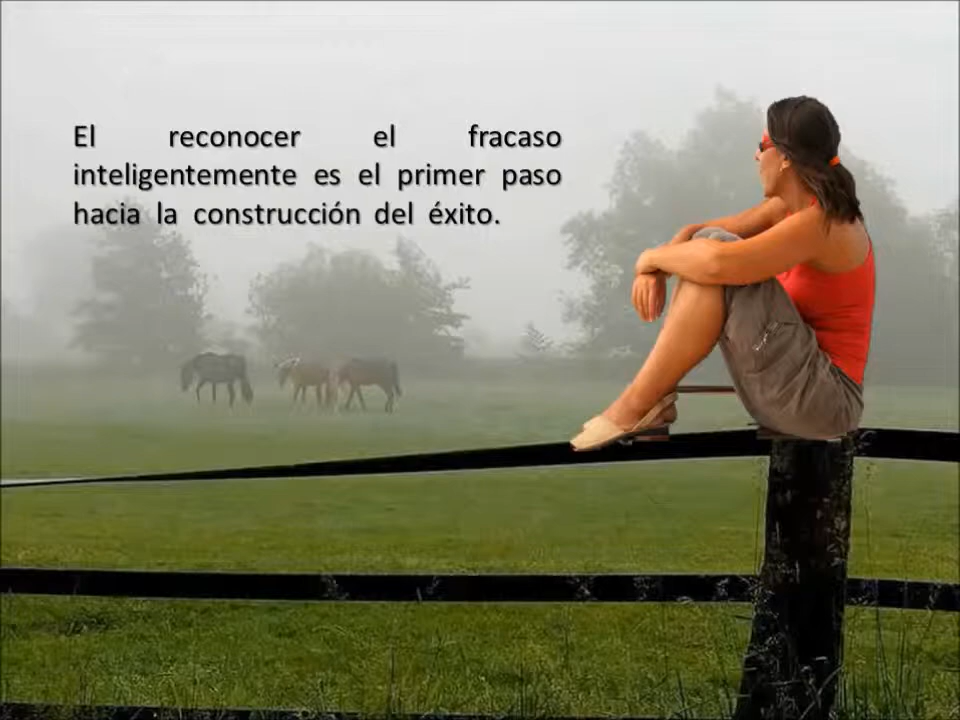 El reconocer el fracaso
inteligentemente es el primer paso
hacia la construcción del éxito.